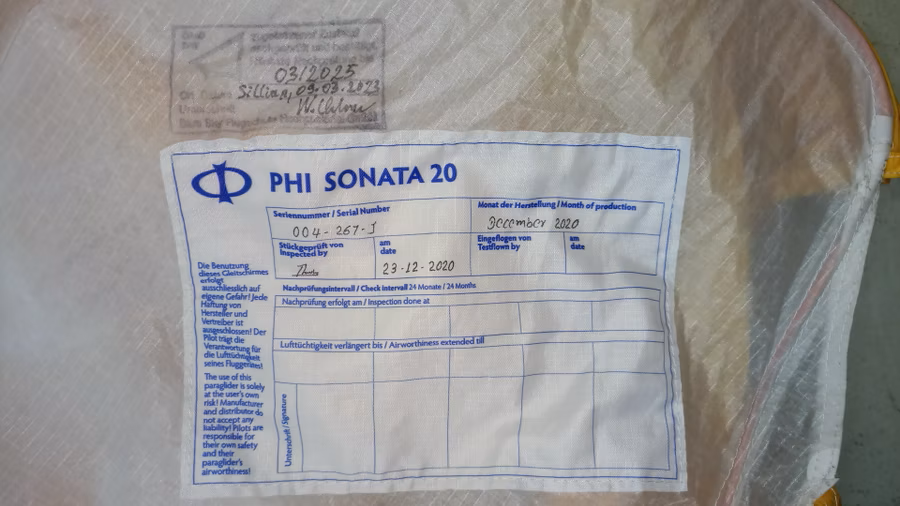 03/2025
Sillian, 09.03.2023
PHI SONATA 20
Seriennummer / Serial Number
004-267-J
Monat der Herstellung / Month of production
December 2020
Stückgeprüft von
Inspected by
am
date
23-12-2020
Eingeflogen von
Testflown by
am
date
Nachprüfungsintervall / Check interval 24 Monate / 24 Months
Nachprüfung erfolgt am / Inspection done at
Lufttüchtigkeit verlängert bis / Airworthiness extended till
Unterschrift / Signature
Die Benutzung
dieses Gleitschirmes
erfolgt
ausschliesslich auf
eigene Gefahr! Jede
Haftung von
Hersteller und
Vertreiber ist
ausgeschlossen! Der
Pilot trägt die
Verantwortung für
die Lufttüchtigkeit
seines Fluggerätes!
The use of this
paraglider is solely
at the user's own
risk! Manufacturer
and distributor do
not accept any
liability! Pilots are
responsible for
their own safety
and their
paraglider's
airworthiness!